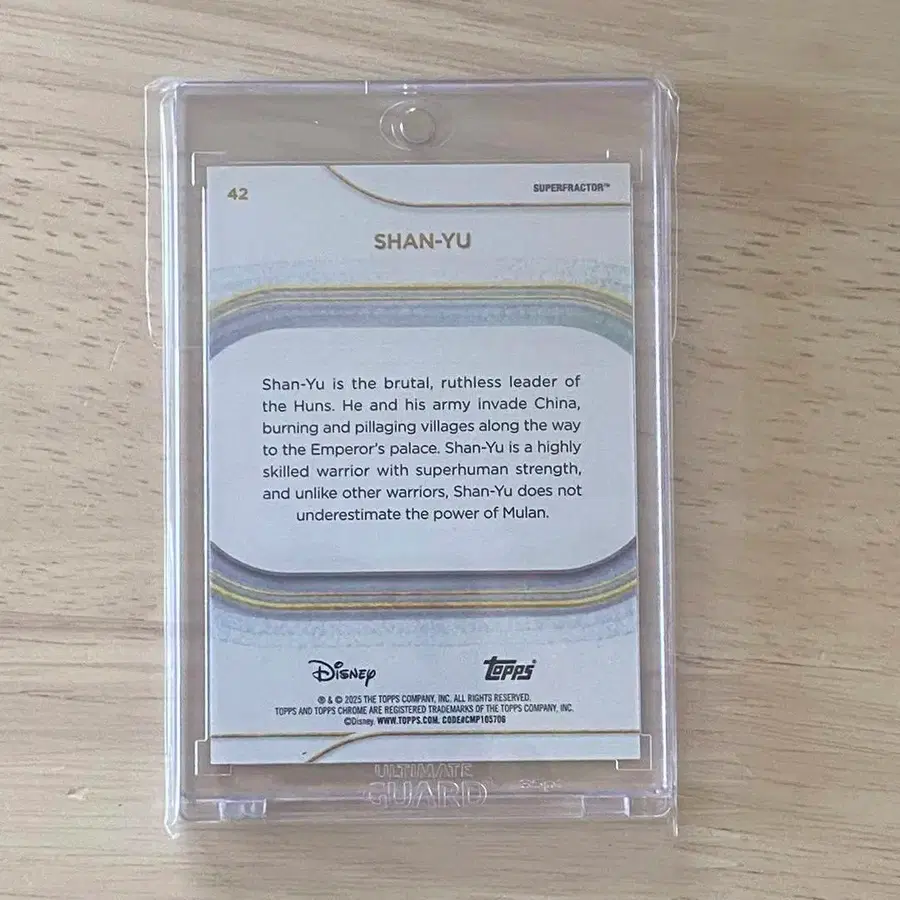 42
SUPERFRACTOR™
SHAN-YU
Shan-Yu is the brutal, ruthless leader of
the Huns. He and his army invade China,
burning and pillaging villages along the way
to the Emperor's palace. Shan-Yu is a highly
skilled warrior with superhuman strength,
and unlike other warriors, Shan-Yu does not
underestimate the power of Mulan.
Disney
topps
® & © 2025 THE TOPPS COMPANY, INC. ALL RIGHTS RESERVED.
TOPPS AND TOPPS CHROME ARE REGISTERED TRADEMARKS OF THE TOPPS COMPANY, INC.
©Disney. WWW.TOPPS.COM. CODE#CMP105706
ULTIMATE
GUARD